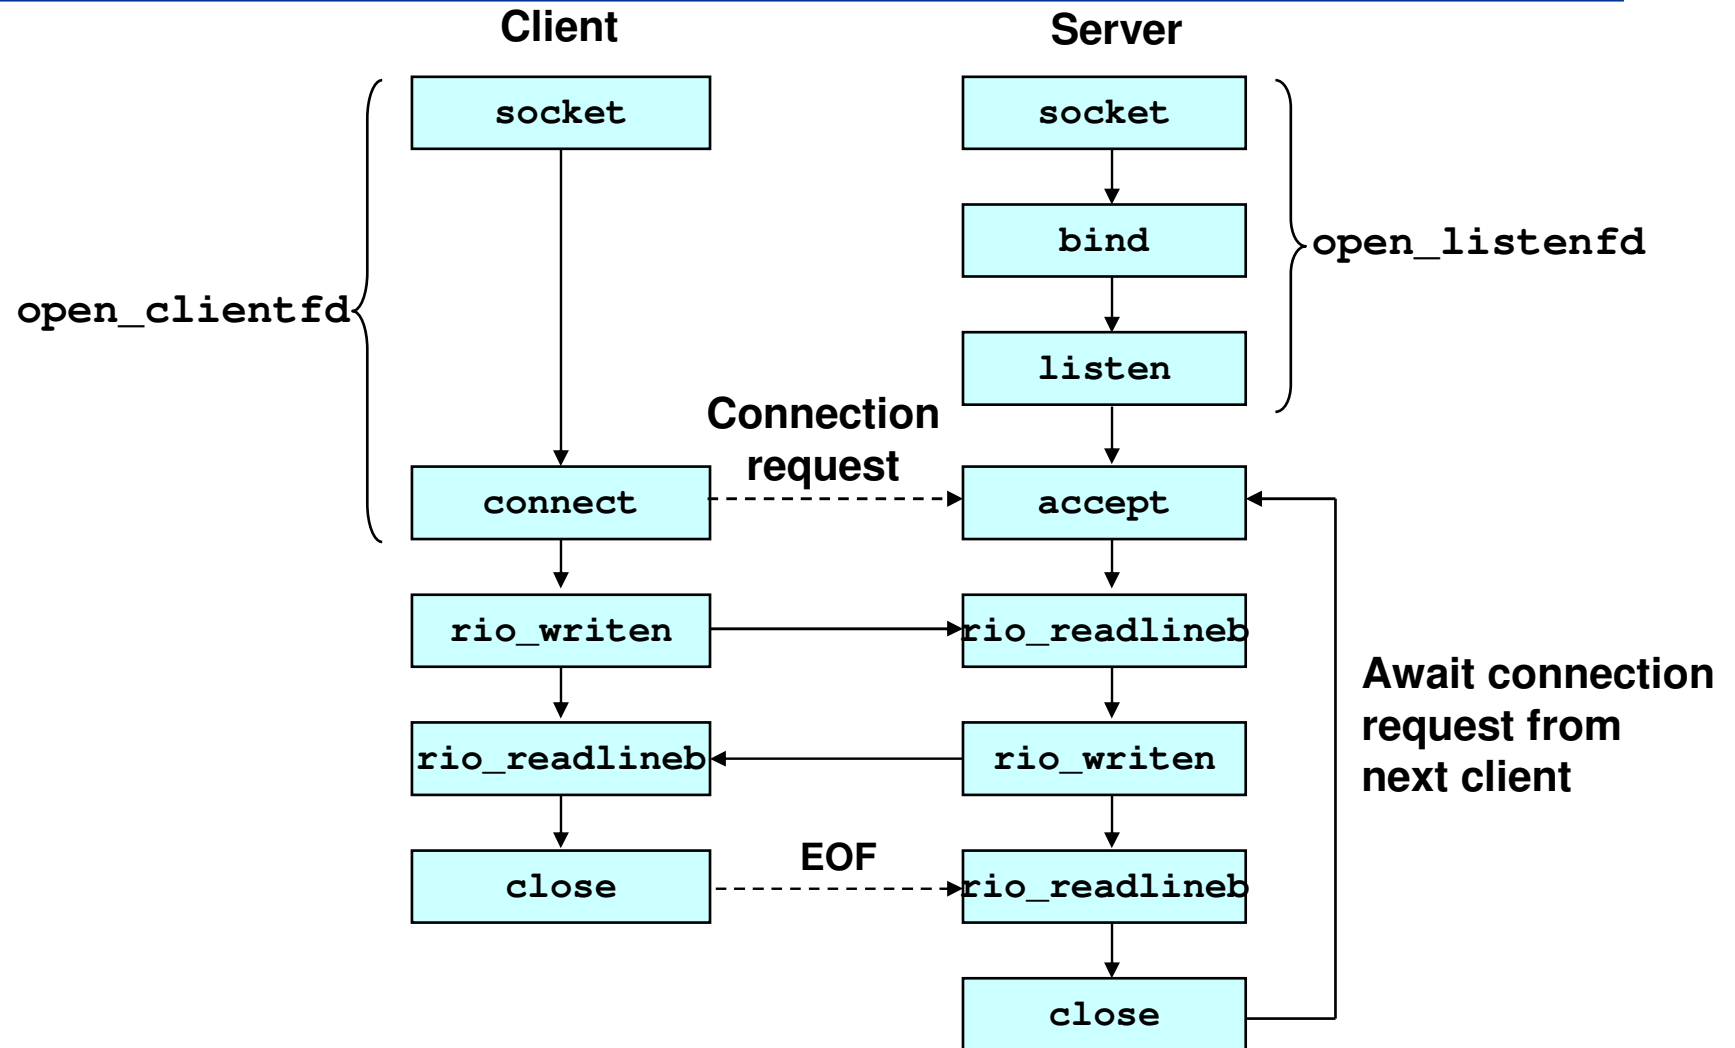 Client
Server
socket
socket
bind
open_listenfd
open_clientfd
listen
Connection
request
connect
accept
rio_writen
rio_readlineb
Await connection
request from
next client
rio_readlineb
rio_writen
EOF
close
rio_readlineb
close